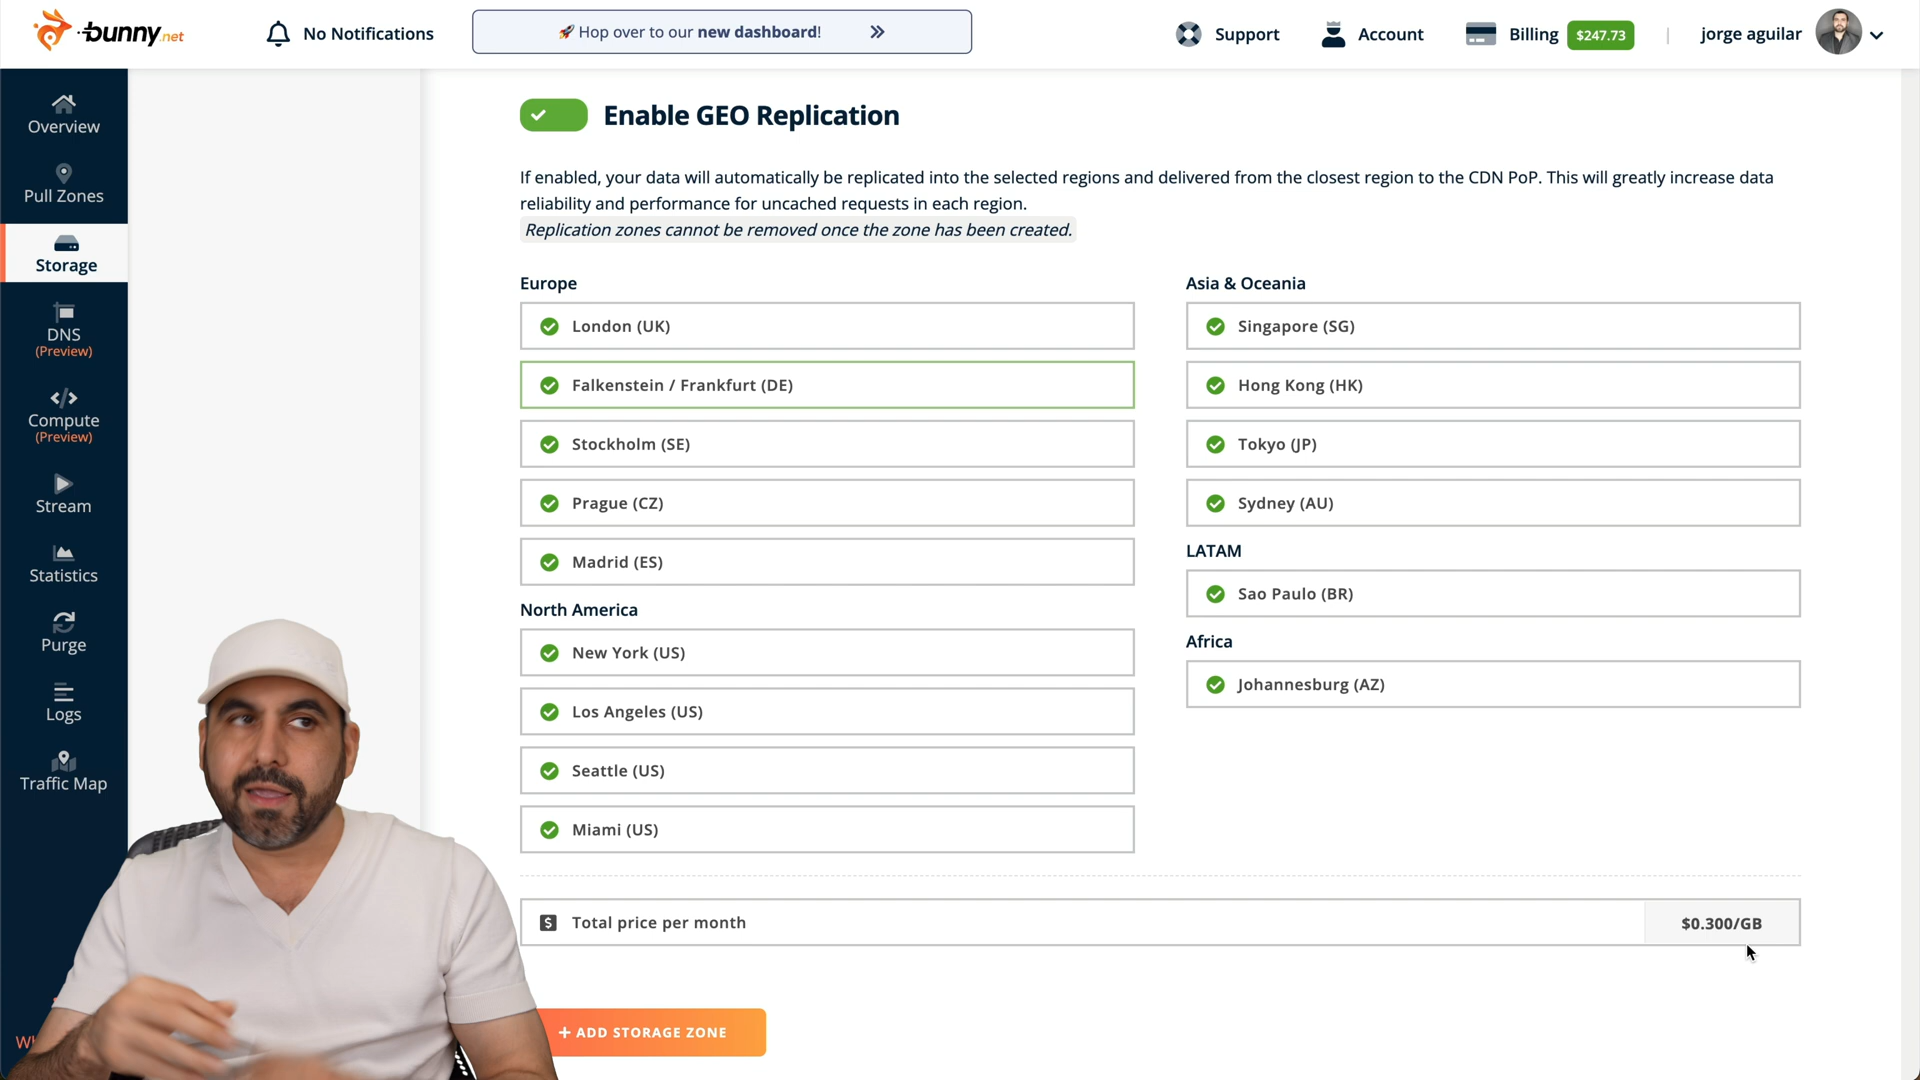 bunny.net
No Notifications
🚀 Hop over to our new dashboard!
Support
Account
Billing $247.73
jorge aguilar
Overview
Pull Zones
Storage
DNS
(Preview)
Compute
(Preview)
Stream
Statistics
Purge
Logs
Traffic Map
Enable GEO Replication
If enabled, your data will automatically be replicated into the selected regions and delivered from the closest region to the CDN PoP. This will greatly increase data
reliability and performance for uncached requests in each region.
Replication zones cannot be removed once the zone has been created.
Europe
London (UK)
Falkenstein / Frankfurt (DE)
Stockholm (SE)
Prague (CZ)
Madrid (ES)
North America
New York (US)
Los Angeles (US)
Seattle (US)
Miami (US)
Asia & Oceania
Singapore (SG)
Hong Kong (HK)
Tokyo (JP)
Sydney (AU)
LATAM
Sao Paulo (BR)
Africa
Johannesburg (AZ)
Total price per month
$0.300/GB
+ ADD STORAGE ZONE